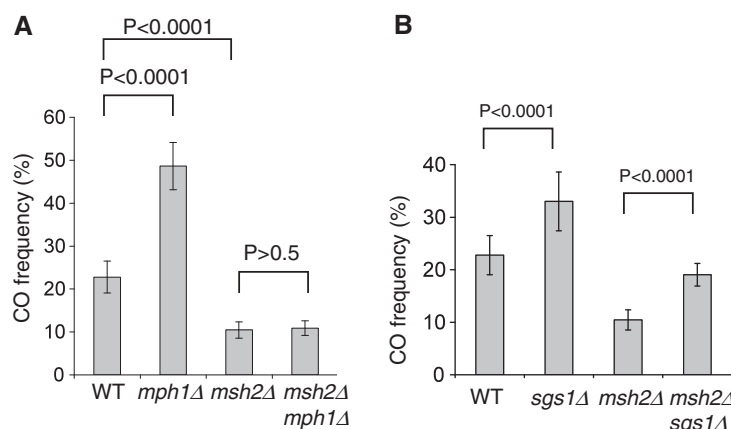 A
P<0.0001
P<0.0001
P>0.5
CO frequency (%)
60
50
40
30
20
10
0
WT mph1Δ msh2Δ msh2Δ
mph1Δ
B
P<0.0001
P<0.0001
CO frequency (%)
40
30
20
10
0
WT sgs1Δ msh2Δ msh2Δ
sgs1Δ